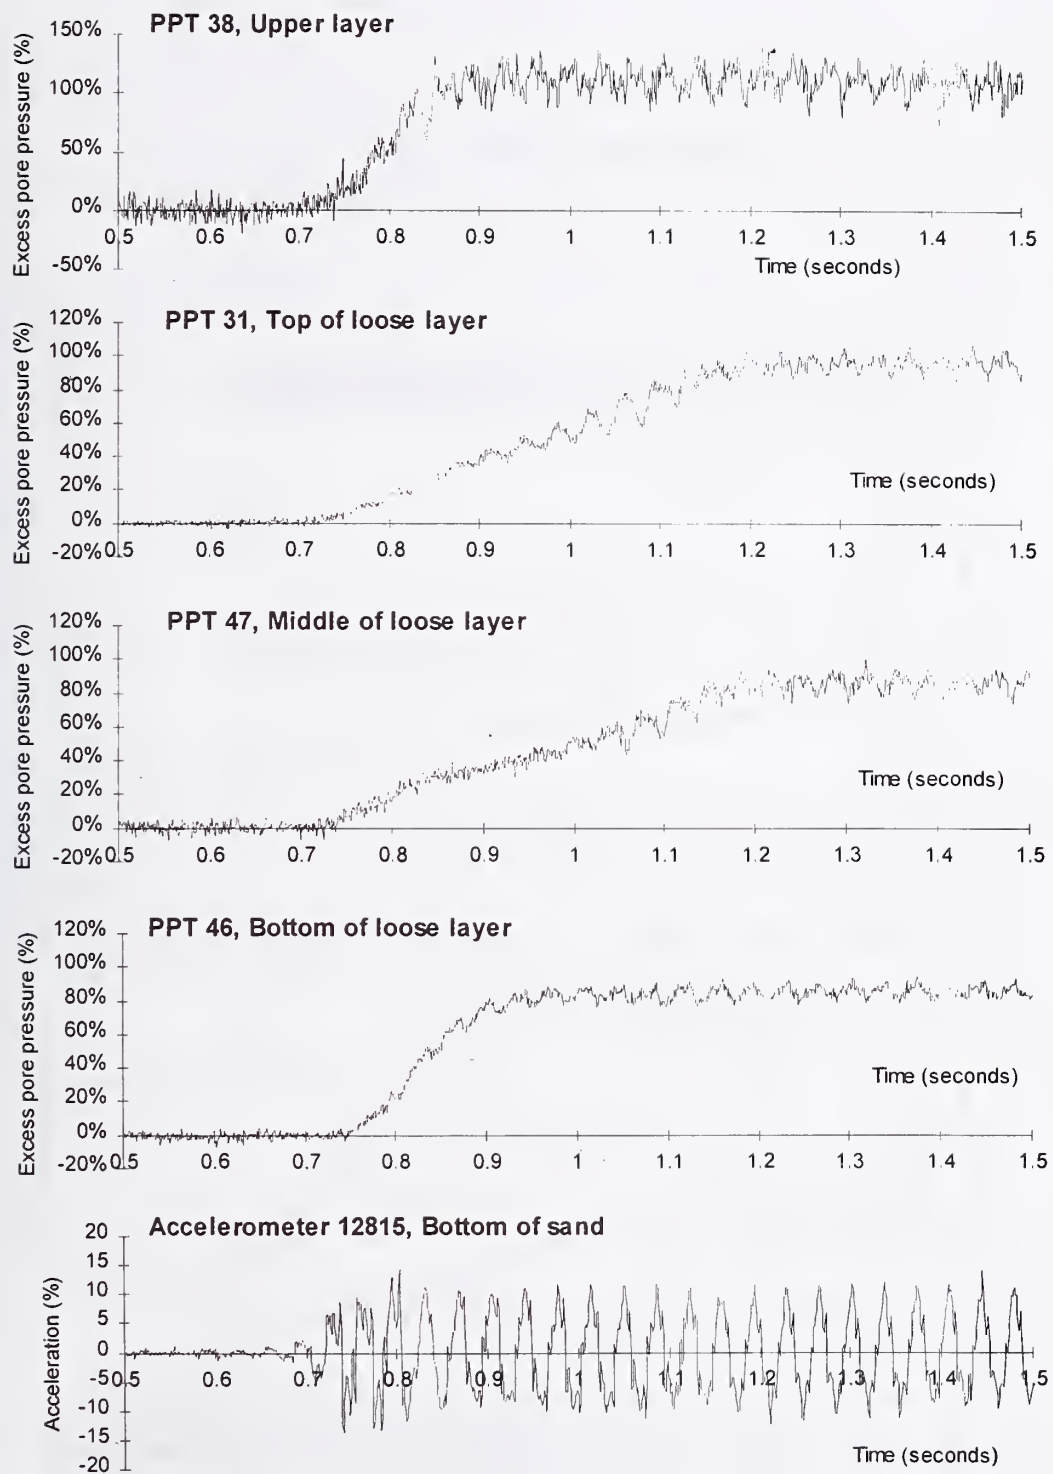 PPT 38, Upper layer
Excess pore pressure (%)
150%
100%
50%
0%
-50%
0.5 0.6 0.7 0.8 0.9 1 1.1 1.2 1.3 1.4 1.5
Time (seconds)
PPT 31, Top of loose layer
Excess pore pressure (%)
120%
100%
80%
60%
40%
20%
0%
-20%
0.5 0.6 0.7 0.8 0.9 1 1.1 1.2 1.3 1.4 1.5
Time (seconds)
PPT 47, Middle of loose layer
Excess pore pressure (%)
120%
100%
80%
60%
40%
20%
0%
-20%
0.5 0.6 0.7 0.8 0.9 1 1.1 1.2 1.3 1.4 1.5
Time (seconds)
PPT 46, Bottom of loose layer
Excess pore pressure (%)
120%
100%
80%
60%
40%
20%
0%
-20%
0.5 0.6 0.7 0.8 0.9 1 1.1 1.2 1.3 1.4 1.5
Time (seconds)
Accelerometer 12815, Bottom of sand
Acceleration (%)
20
15
10
5
0
-5
-10
-15
-20
0.5 0.6 0.7 0.8 0.9 1 1.1 1.2 1.3 1.4 1.5
Time (seconds)